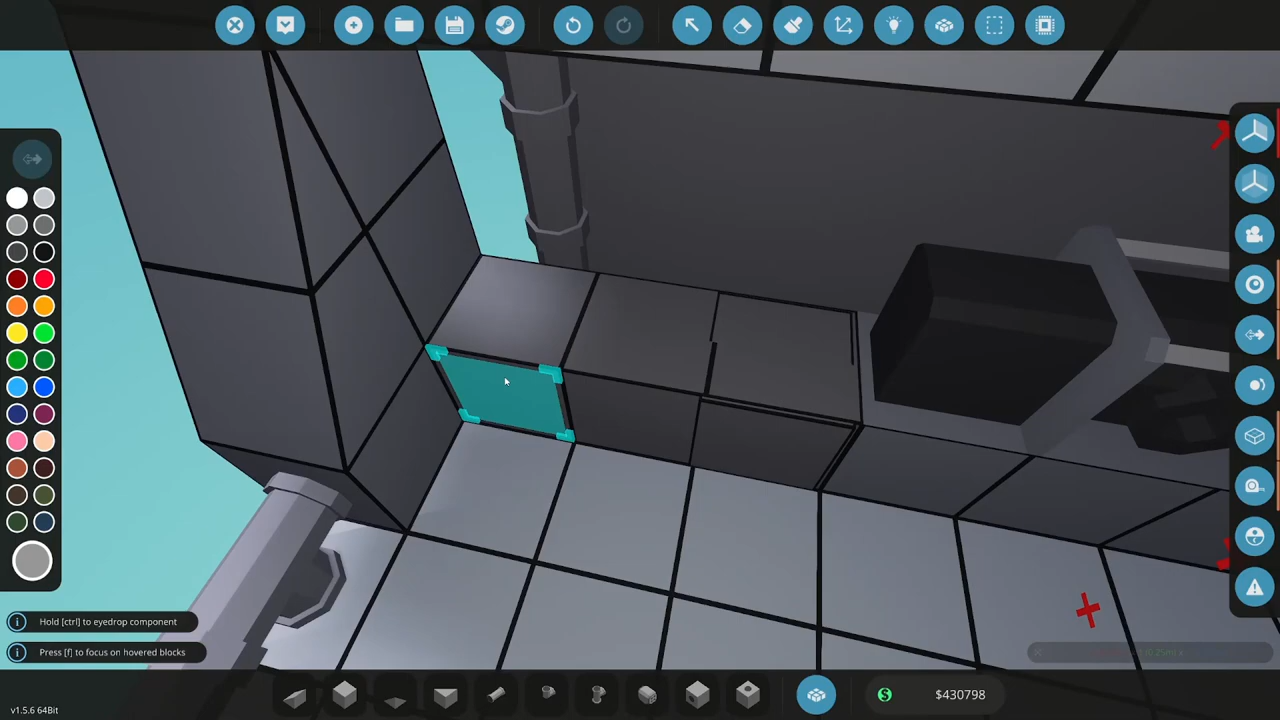 Hold [ctrl] to eyedrop component
Press [f] to focus on hovered blocks
$ $430798
v1.5.6 64Bit